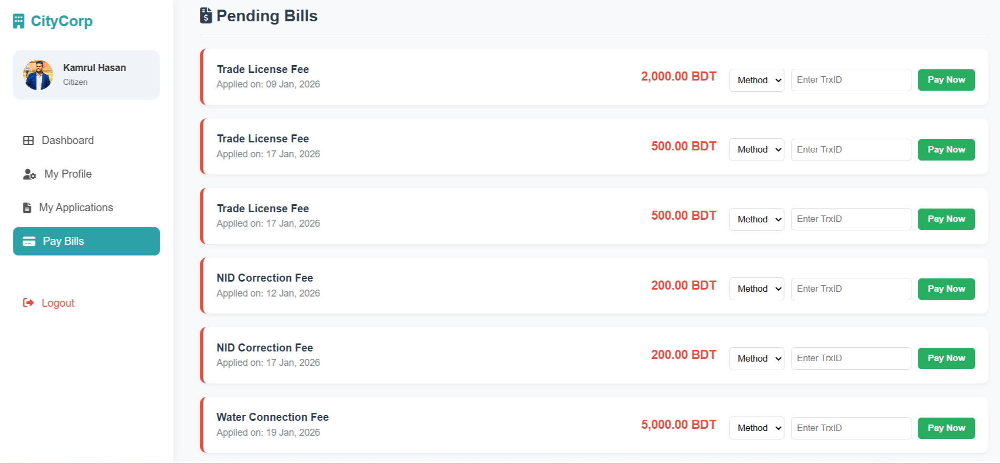 CityCorp
Kamrul Hasan
Citizen
Dashboard
My Profile
My Applications
Pay Bills
Logout
Pending Bills
Trade License Fee
Applied on: 09 Jan, 2026
2,000.00 BDT
Method
Enter TrxID
Pay Now
Trade License Fee
Applied on: 17 Jan, 2026
500.00 BDT
Method
Enter TrxID
Pay Now
Trade License Fee
Applied on: 17 Jan, 2026
500.00 BDT
Method
Enter TrxID
Pay Now
NID Correction Fee
Applied on: 12 Jan, 2026
200.00 BDT
Method
Enter TrxID
Pay Now
NID Correction Fee
Applied on: 17 Jan, 2026
200.00 BDT
Method
Enter TrxID
Pay Now
Water Connection Fee
Applied on: 19 Jan, 2026
5,000.00 BDT
Method
Enter TrxID
Pay Now